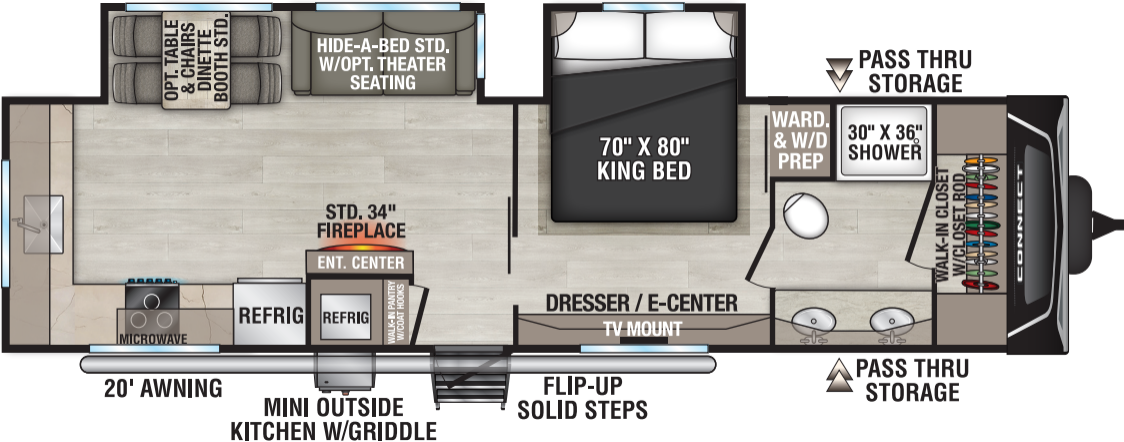 OPT. TABLE
& CHAIRS
DINETTE
BOOTH STD.
HIDE-A-BED STD.
W/OPT. THEATER
SEATING
70" X 80"
KING BED
PASS THRU
STORAGE
WARD.
& W/D
PREP
30" X 36"
SHOWER
WALK-IN CLOSET
W/CLOSET ROD
CONNECT
STD. 34"
FIREPLACE
ENT. CENTER
REFRIG
REFRIG
WALK-IN PANTRY
W/COAT HOOKS
MICROWAVE
DRESSER / E-CENTER
TV MOUNT
20' AWNING
MINI OUTSIDE
KITCHEN W/GRIDDLE
FLIP-UP
SOLID STEPS
PASS THRU
STORAGE